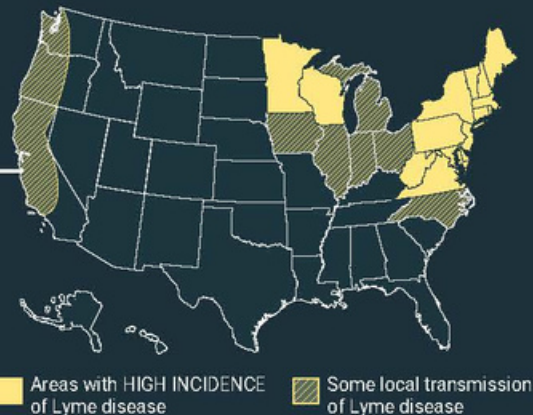 Areas with HIGH INCIDENCE
of Lyme disease
Some local transmission
of Lyme disease